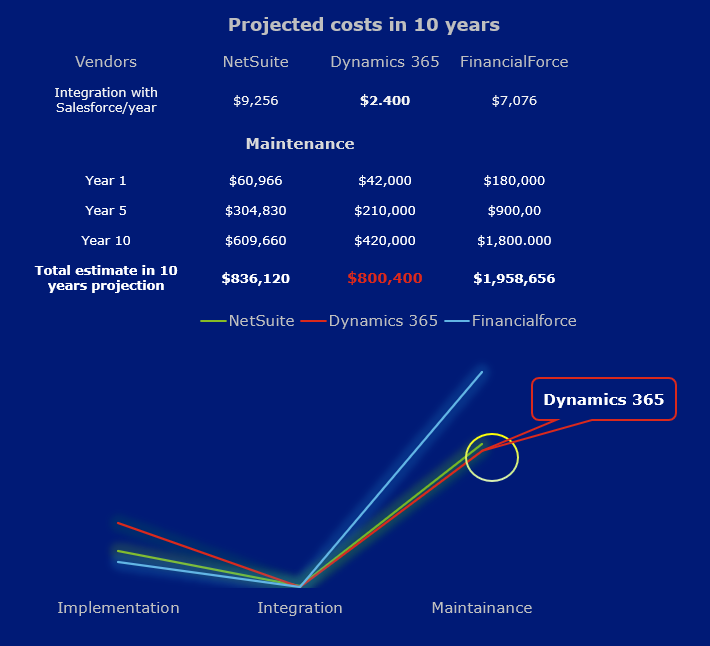 Projected costs in 10 years
Vendors NetSuite Dynamics 365 FinancialForce
Integration with
Salesforce/year $9,256 $2.400 $7,076
Maintenance
Year 1 $60,966 $42,000 $180,000
Year 5 $304,830 $210,000 $900,00
Year 10 $609,660 $420,000 $1,800.000
Total estimate in 10
years projection $836,120 $800,400 $1,958,656
NetSuite Dynamics 365 Financialforce
Dynamics 365
Implementation Integration Maintainance